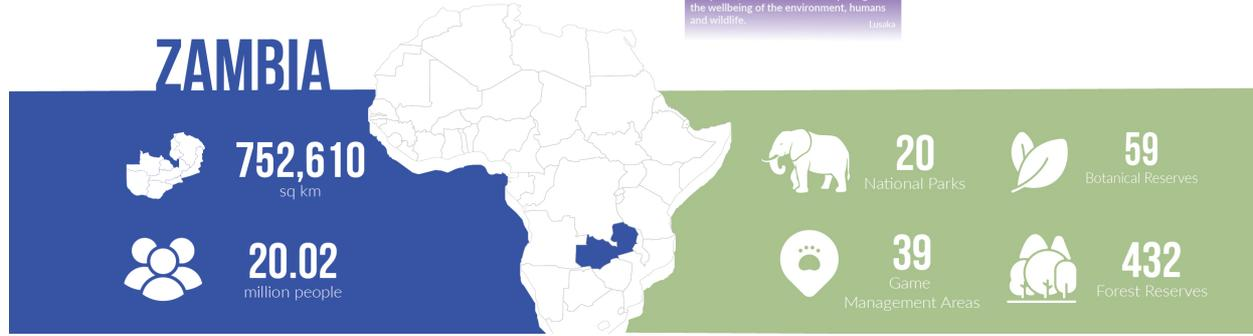 the wellbeing of the environment, humans
and wildlife.
Lusaka
ZAMBIA
752,610
sq km
20.02
million people
20
National Parks
59
Botanical Reserves
39
Game
Management Areas
432
Forest Reserves